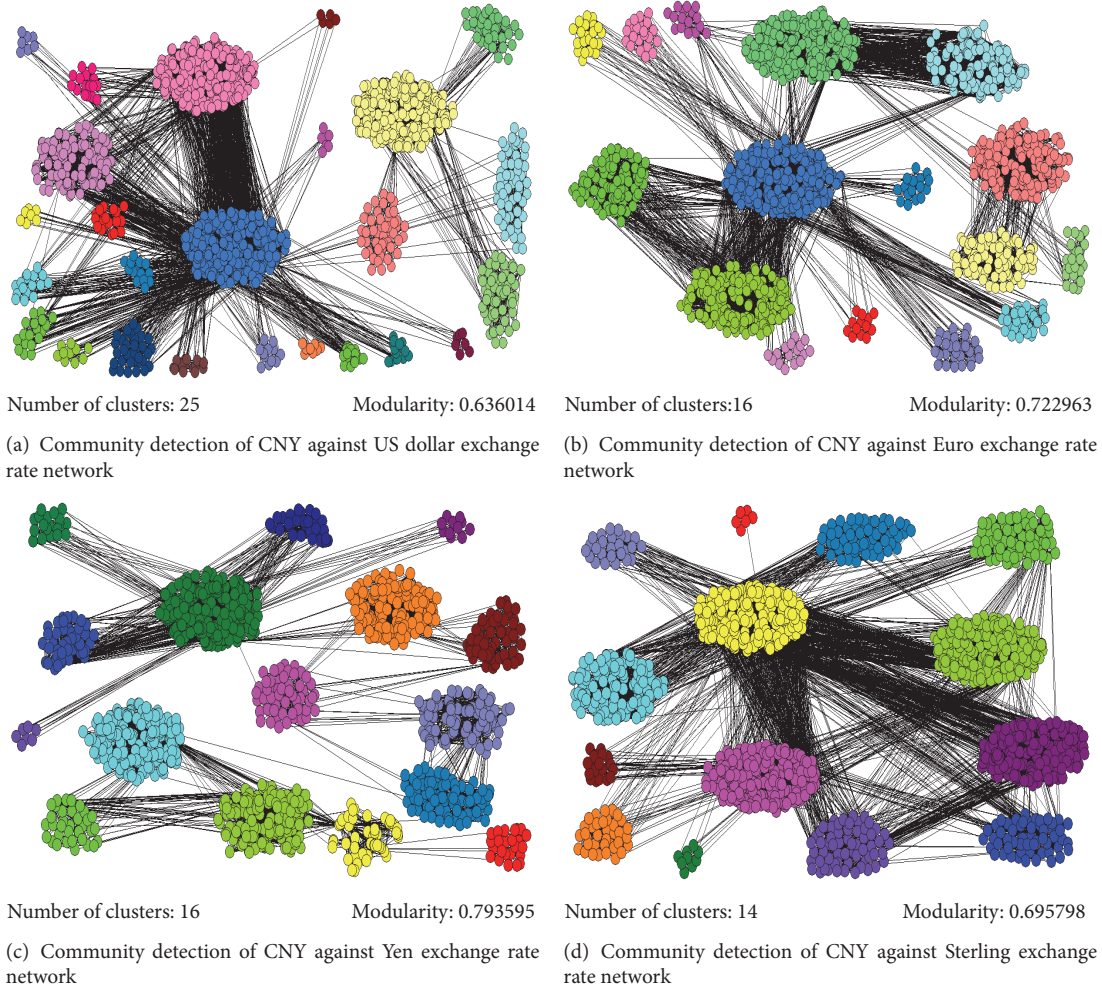 Number of clusters: 25 Modularity: 0.636014
(a) Community detection of CNY against US dollar exchange
rate network
Number of clusters:16 Modularity: 0.722963
(b) Community detection of CNY against Euro exchange rate
network
Number of clusters: 16 Modularity: 0.793595
(c) Community detection of CNY against Yen exchange rate
network
Number of clusters: 14 Modularity: 0.695798
(d) Community detection of CNY against Sterling exchange
rate network